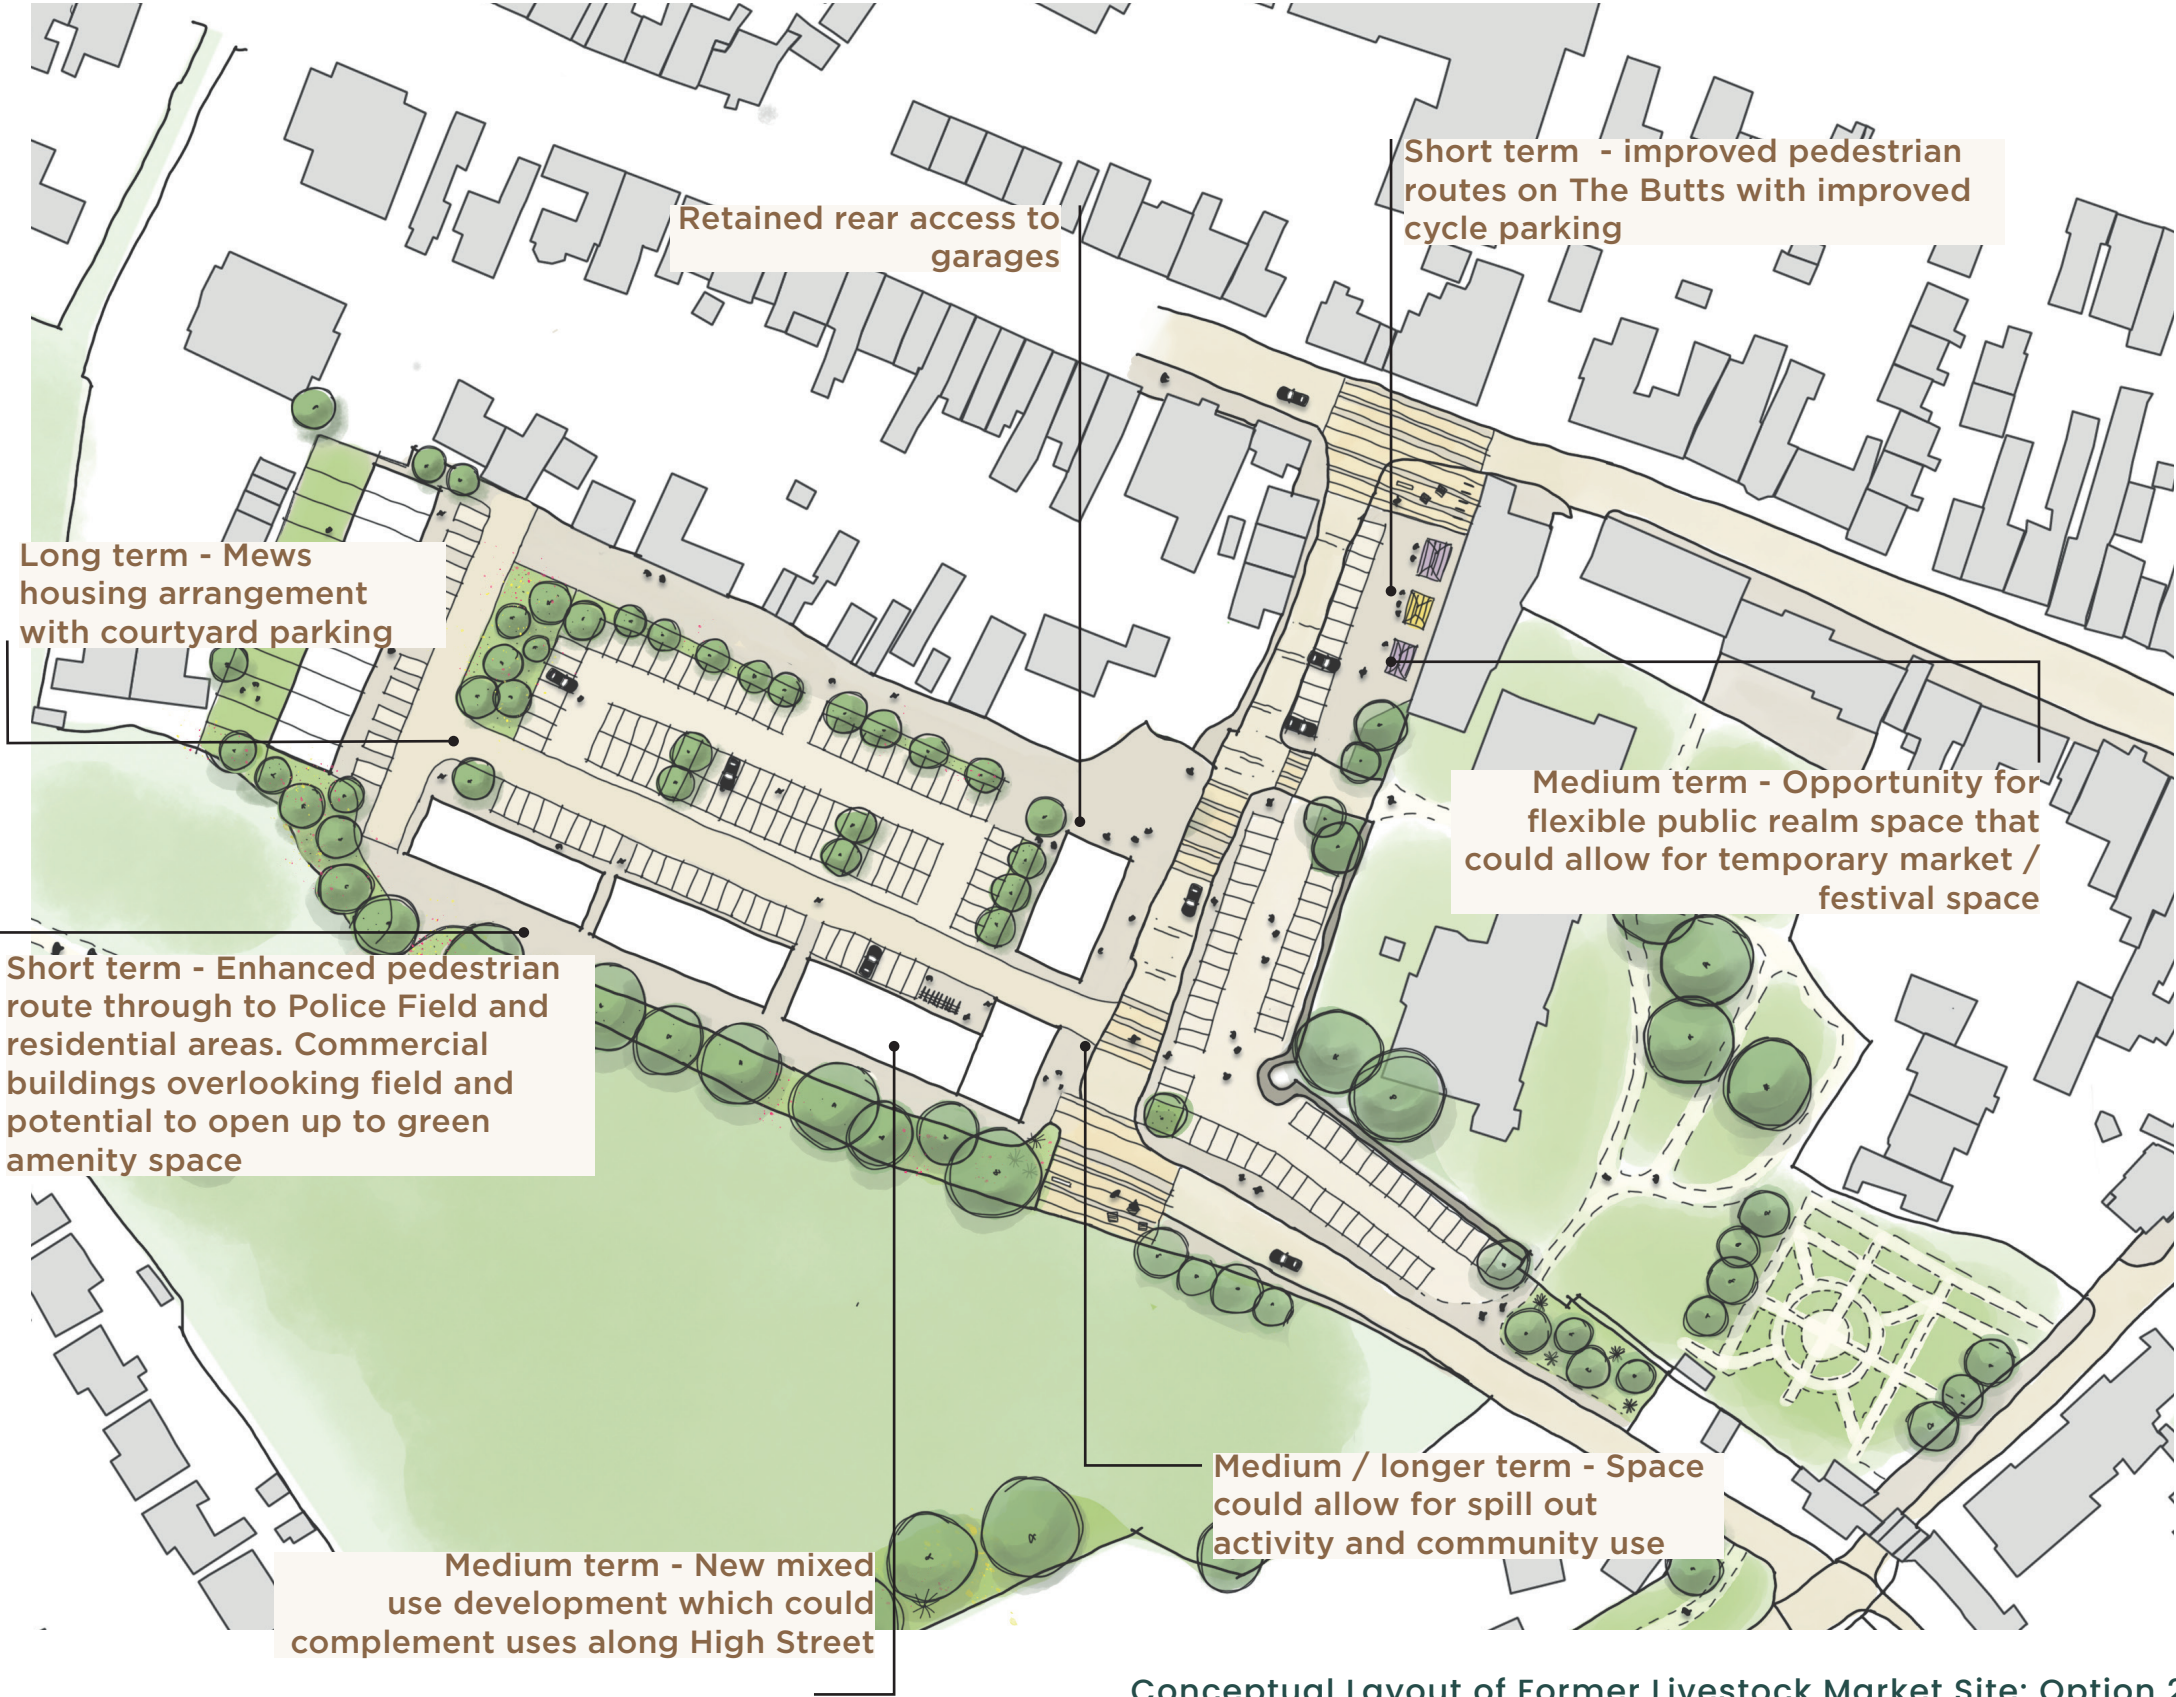 Short term - improved pedestrian
routes on The Butts with improved
cycle parking
Retained rear access to
garages
Long term - Mews
housing arrangement
with courtyard parking
Medium term - Opportunity for
flexible public realm space that
could allow for temporary market /
festival space
Short term - Enhanced pedestrian
route through to Police Field and
residential areas. Commercial
buildings overlooking field and
potential to open up to green
amenity space
Medium / longer term - Space
could allow for spill out
activity and community use
Medium term - New mixed
use development which could
complement uses along High Street
Conceptual Layout of Former Livestock Market Site: Option